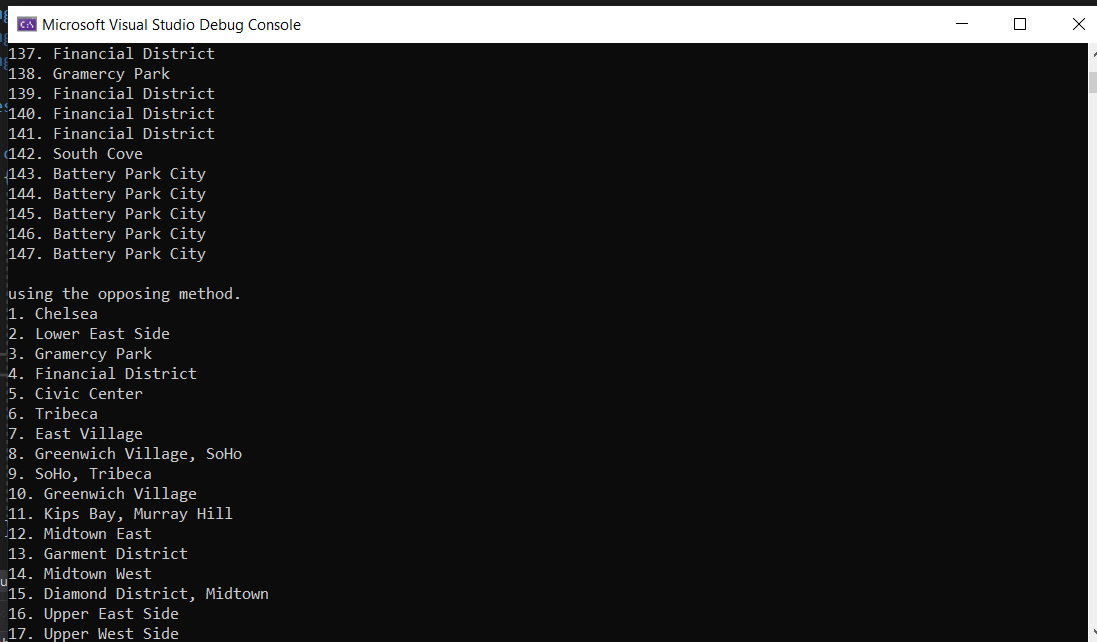 Microsoft Visual Studio Debug Console
137. Financial District
138. Gramercy Park
139. Financial District
140. Financial District
141. Financial District
142. South Cove
143. Battery Park City
144. Battery Park City
145. Battery Park City
146. Battery Park City
147. Battery Park City
using the opposing method.
1. Chelsea
2. Lower East Side
3. Gramercy Park
4. Financial District
5. Civic Center
6. Tribeca
7. East Village
8. Greenwich Village, SoHo
9. SoHo, Tribeca
10. Greenwich Village
11. Kips Bay, Murray Hill
12. Midtown East
13. Garment District
14. Midtown West
15. Diamond District, Midtown
16. Upper East Side
17. Upper West Side